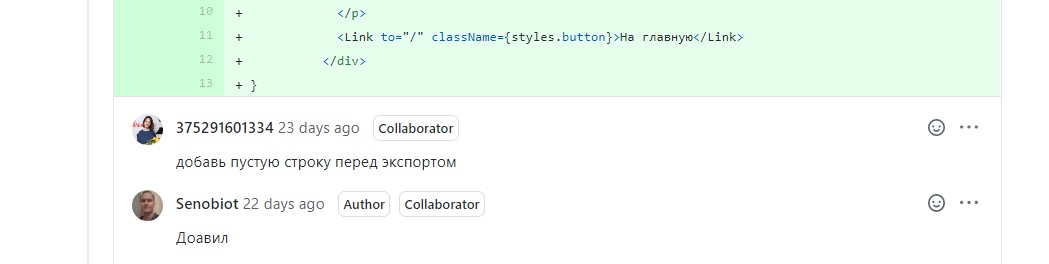 10 + </p>
11 + <Link to="/" className={styles.button}>На главную</Link>
12 + </div>
13 + }
375291601334 23 days ago Collaborator
добавь пустую строку перед экспортом
Senobiot 22 days ago Author Collaborator
Доавил